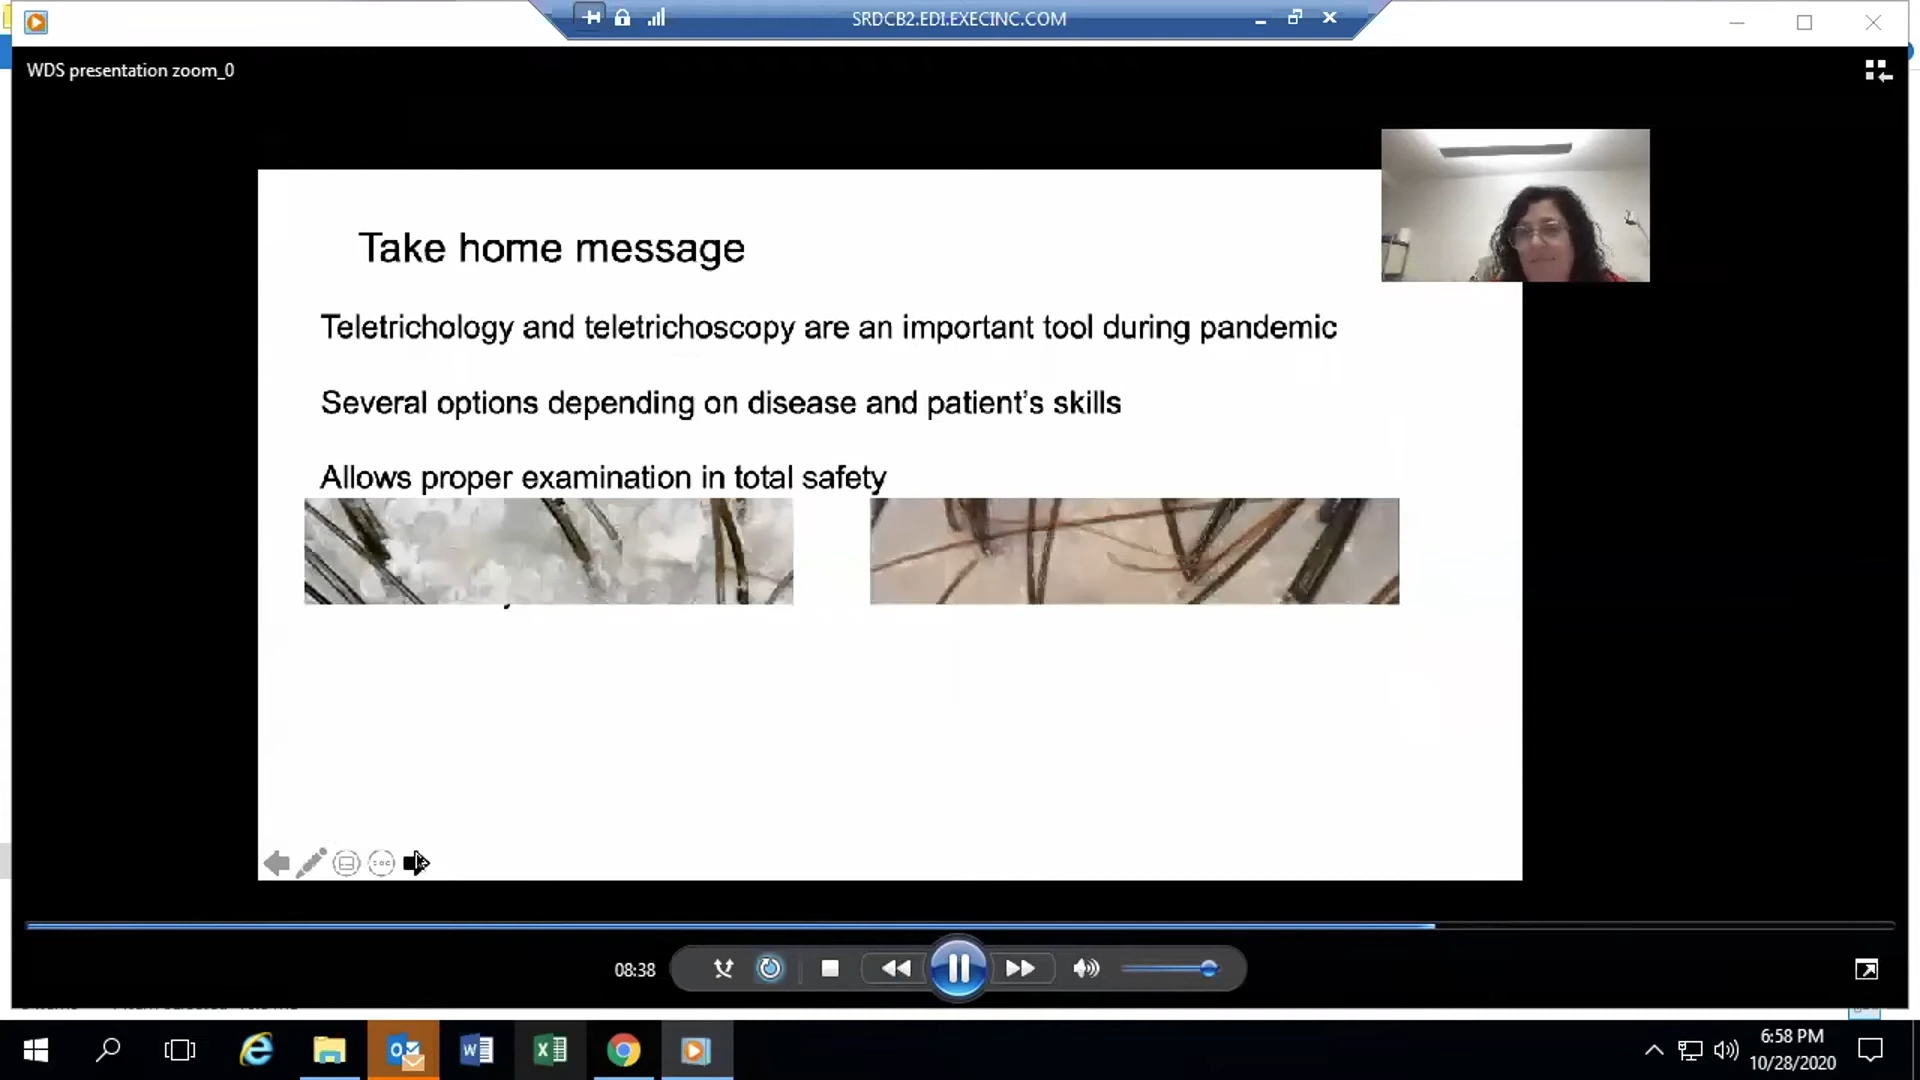 SRDCB2.EDI.EXECINC.COM
WDS presentation zoom_0
Take home message
Teletrichology and teletrichoscopy are an important tool during pandemic
Several options depending on disease and patient’s skills
Allows proper examination in total safety
08:38
6:58 PM
10/28/2020